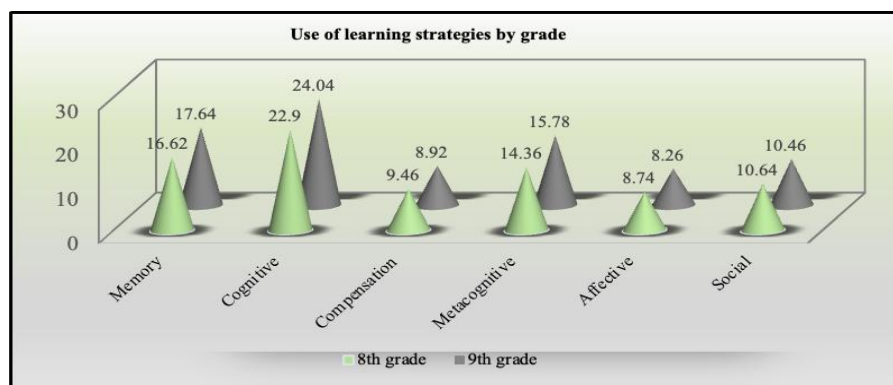 Use of learning strategies by grade
30
20
10
0
16.62
17.64
22.9
24.04
9.46
8.92
14.36
15.78
8.74
8.26
10.64
10.46
Memory
Cognitive
Compensation
Metacognitive
Affective
Social
8th grade 9th grade